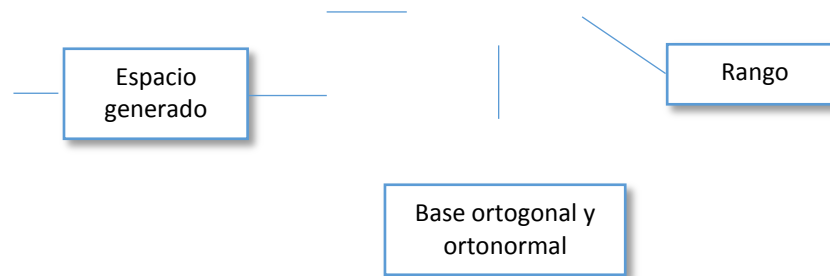 Espacio
generado
Rango
Base ortogonal y
ortonormal